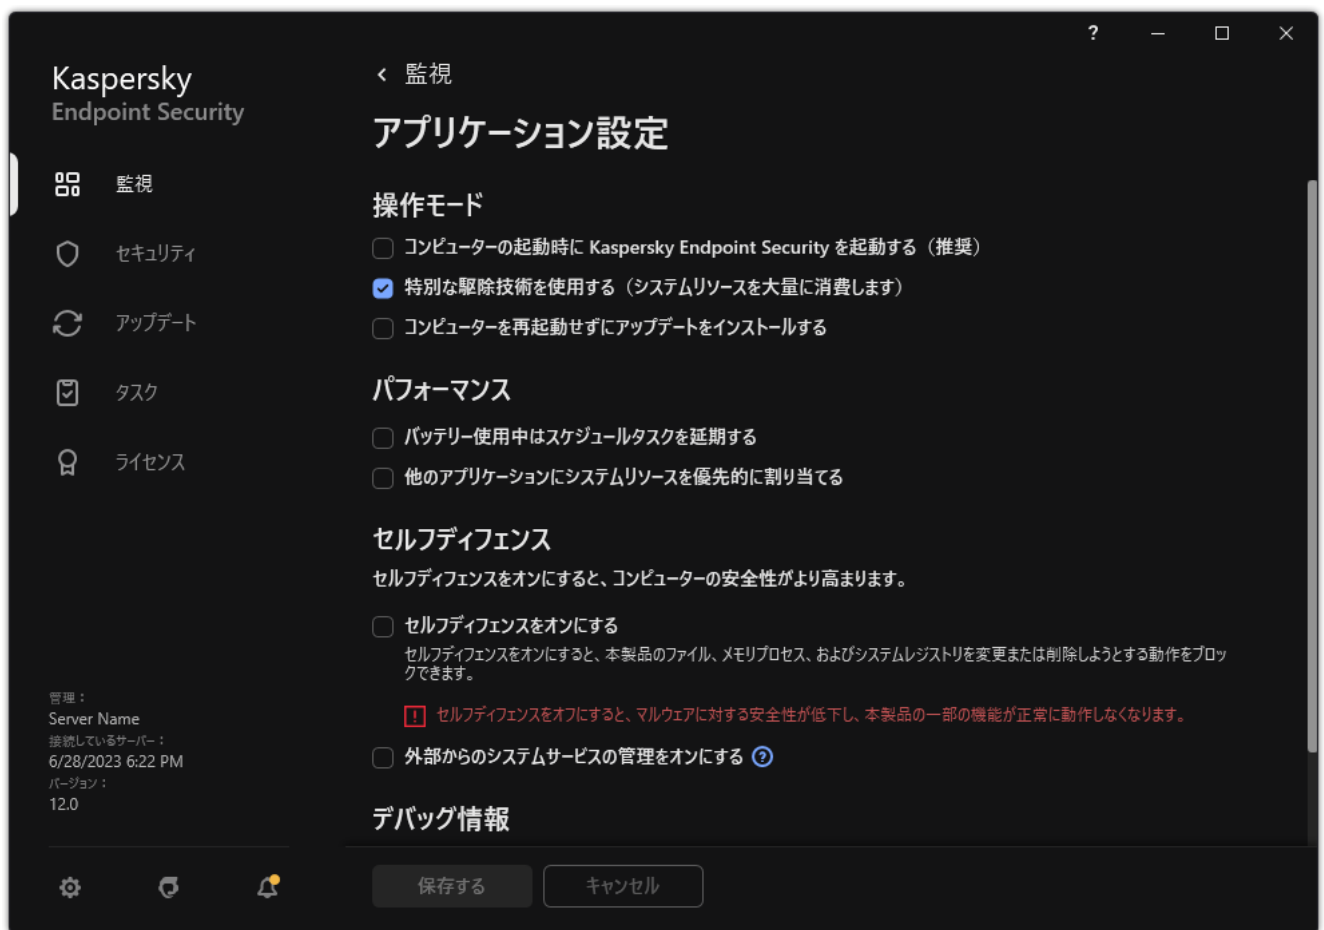 Kaspersky
Endpoint Security
監視
セキュリティ
アップデート
タスク
ライセンス
管理：
Server Name
接続しているサーバー：
6/28/2023 6:22 PM
バージョン：
12.0
?
監視
アプリケーション設定
操作モード
コンピューターの起動時に Kaspersky Endpoint Security を起動する（推奨）
特別な駆除技術を使用する（システムリソースを大量に消費します）
コンピューターを再起動せずにアップデートをインストールする
パフォーマンス
バッテリー使用中はスケジュールタスクを延期する
他のアプリケーションにシステムリソースを優先的に割り当てる
セルフディフェンス
セルフディフェンスをオンにすると、コンピューターの安全性がより高まります。
セルフディフェンスをオンにする
セルフディフェンスをオンにすると、本製品のファイル、メモリプロセス、およびシステムレジストリを変更または削除しようとする動作をブロッ
クできます。
セルフディフェンスをオフにすると、マルウェアに対する安全性が低下し、本製品の一部の機能が正常に動作しなくなります。
外部からのシステムサービスの管理をオンにする
デバッグ情報
保存する
キャンセル